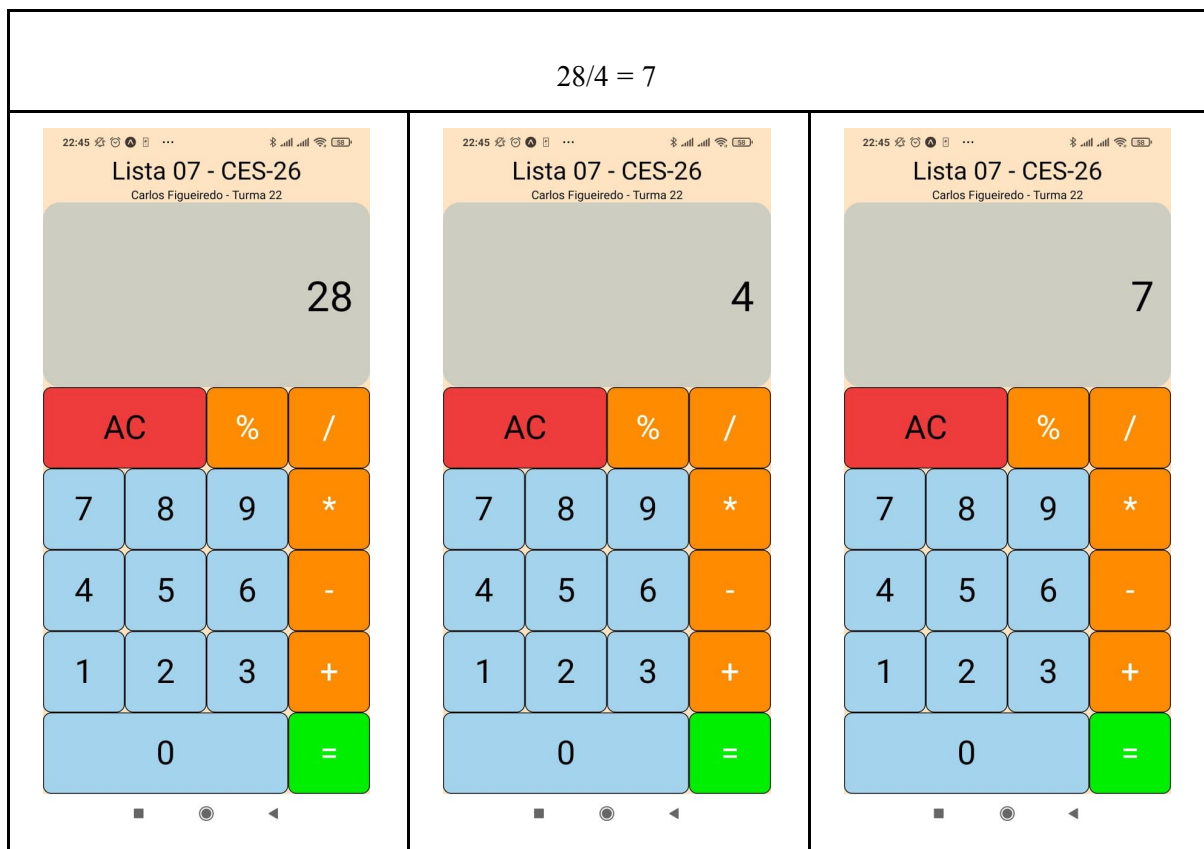 28/4 = 7
22:45
58
Lista 07 - CES-26
Carlos Figueiredo - Turma 22
28
AC % /
7 8 9 *
4 5 6 -
1 2 3 +
0 =
22:45
58
Lista 07 - CES-26
Carlos Figueiredo - Turma 22
4
AC % /
7 8 9 *
4 5 6 -
1 2 3 +
0 =
22:45
58
Lista 07 - CES-26
Carlos Figueiredo - Turma 22
7
AC % /
7 8 9 *
4 5 6 -
1 2 3 +
0 =